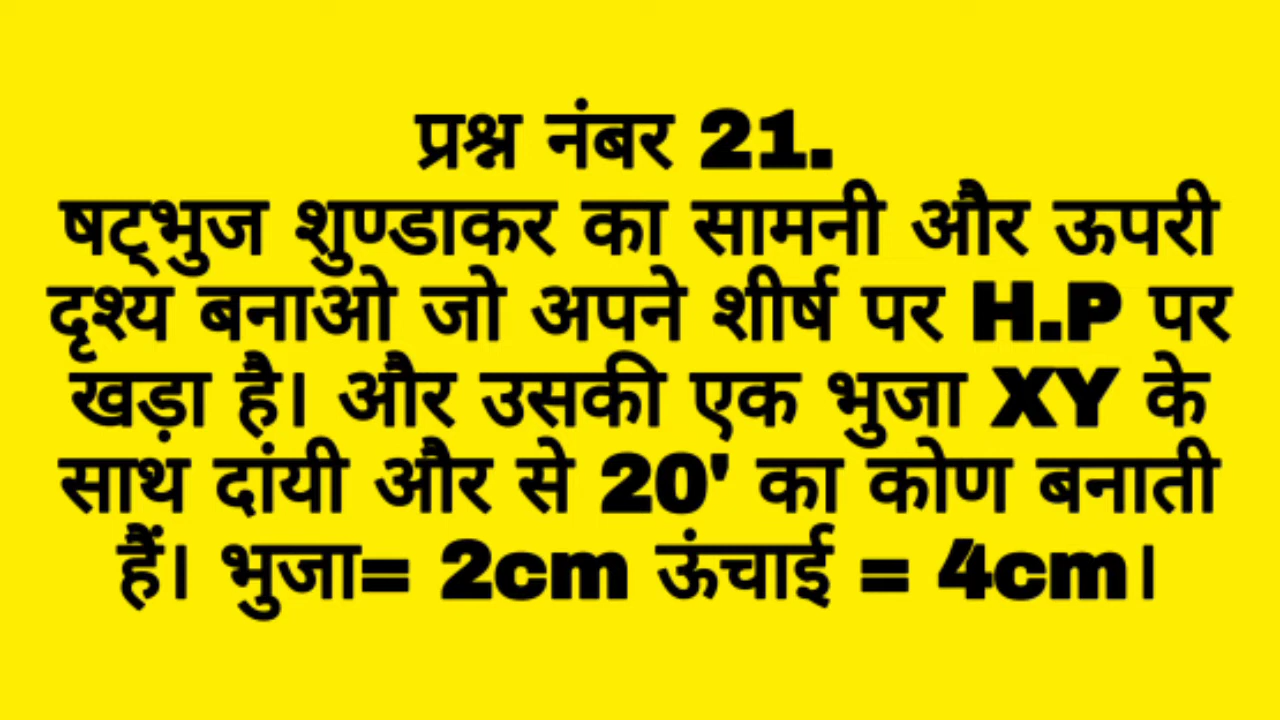 प्रश्न नंबर 21.
षट्भुज शुण्डाकर का सामनी और ऊपरी
दृश्य बनाओ जो अपने शीर्ष पर H.P पर
खड़ा है। और उसकी एक भुजा XY के
साथ दांयी और से 20' का कोण बनाती
हैं। भुजा= 2cm ऊंचाई = 4cm।